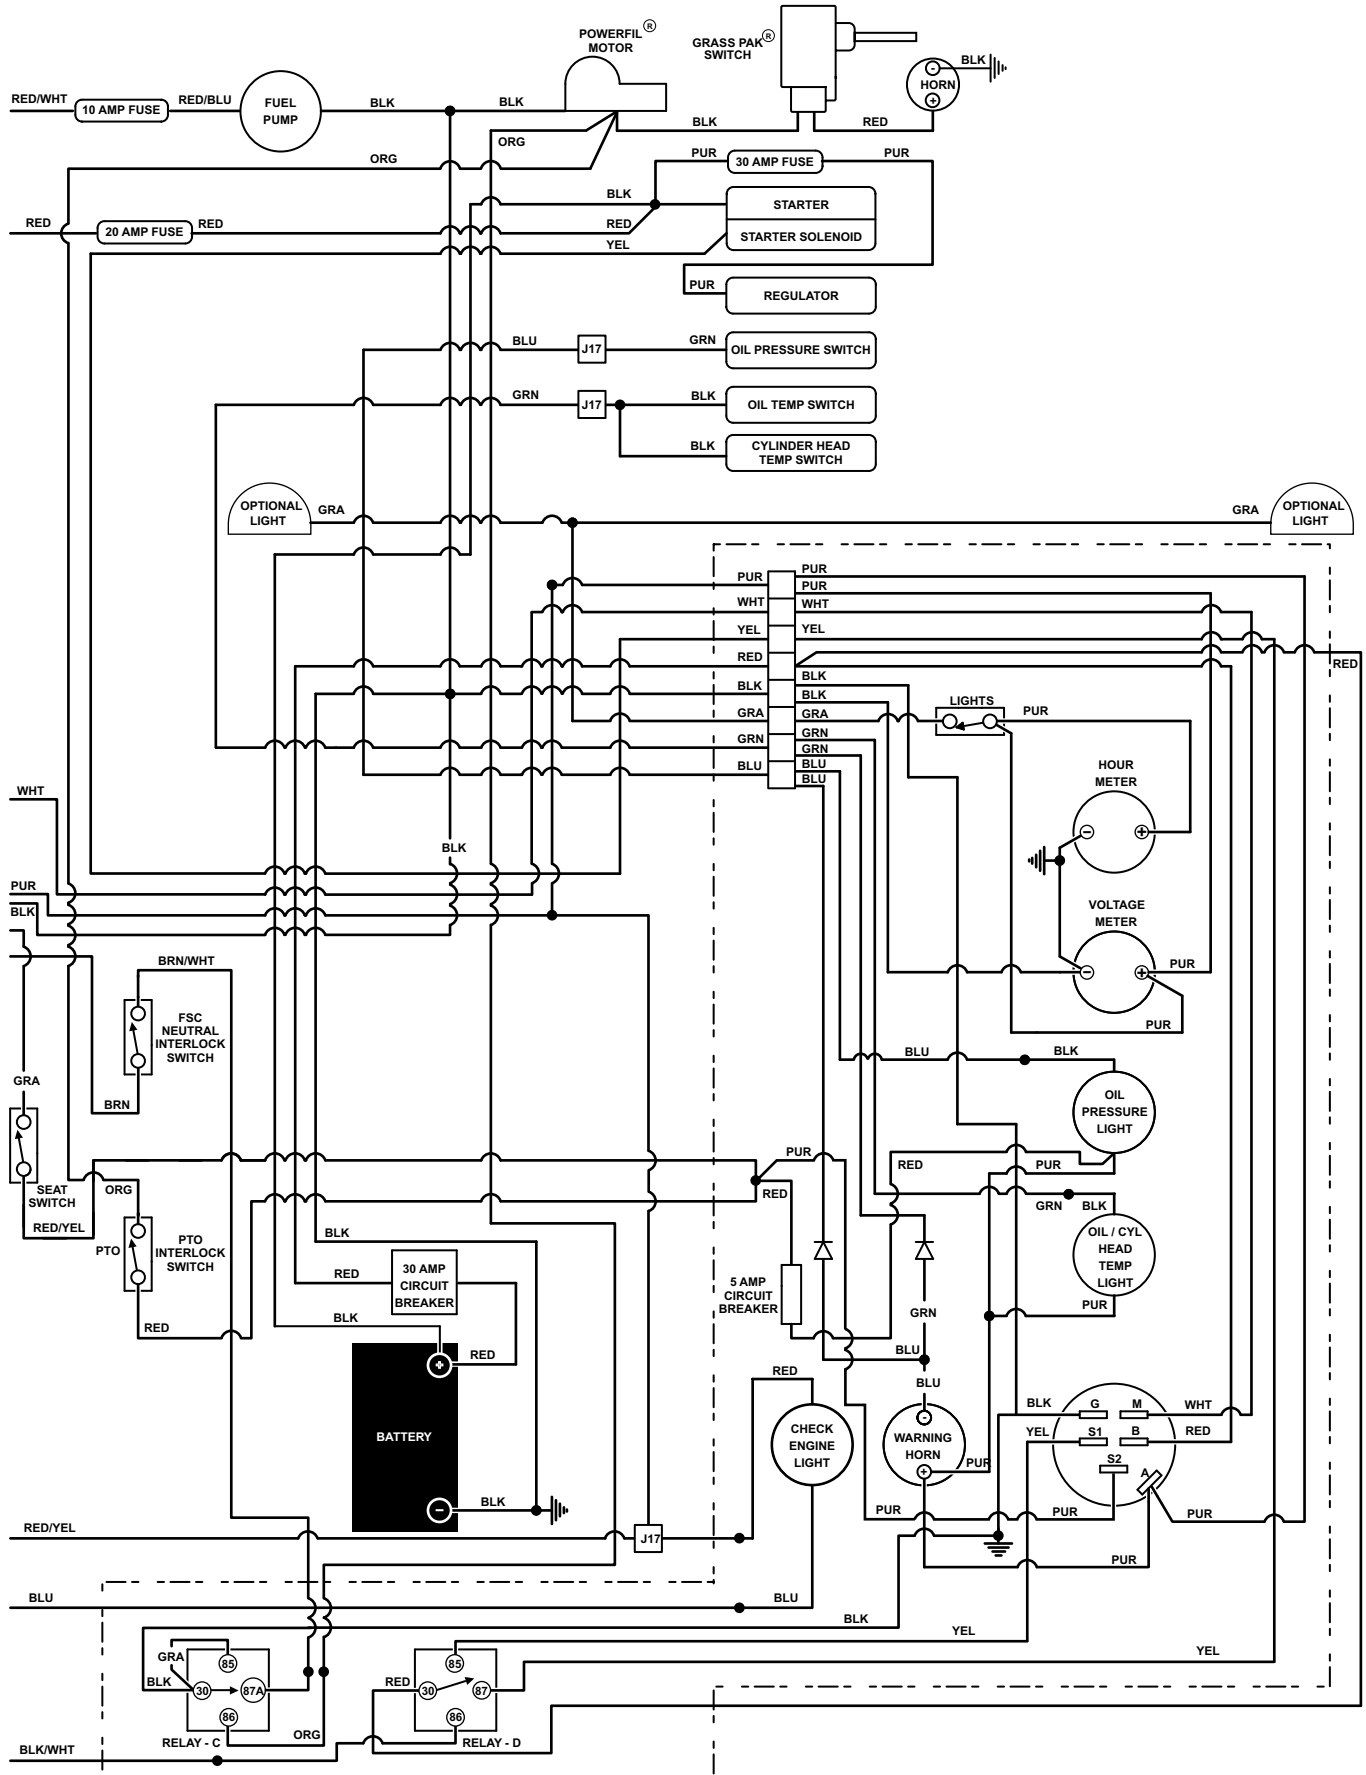 POWERFIL ®
MOTOR
GRASS PAK ®
SWITCH
BLK
HORN
-
+
RED/WHT
10 AMP FUSE
RED/BLU
FUEL
PUMP
BLK
BLK
BLK
RED
ORG
ORG
PUR
30 AMP FUSE
PUR
BLK
STARTER
RED
20 AMP FUSE
RED
RED
STARTER SOLENOID
YEL
PUR
REGULATOR
BLU
J17
GRN
OIL PRESSURE SWITCH
GRN
J17
BLK
OIL TEMP SWITCH
BLK
CYLINDER HEAD
TEMP SWITCH
OPTIONAL
LIGHT
GRA
GRA
OPTIONAL
LIGHT
PUR
PUR
PUR
WHT
WHT
YEL
YEL
RED
RED
BLK
BLK
BLK
GRA
GRA
LIGHTS
PUR
GRN
GRN
GRN
BLU
BLU
BLU
HOUR
METER
-
+
WHT
BLK
PUR
BLK
VOLTAGE
METER
-
+
PUR
PUR
BRN/WHT
FSC
NEUTRAL
INTERLOCK
SWITCH
GRA
BRN
BLU
BLK
OIL
PRESSURE
LIGHT
PUR
RED
PUR
SEAT
SWITCH
ORG
RED
RED/YEL
GRN
BLK
PTO
PTO
INTERLOCK
SWITCH
BLK
OIL / CYL
HEAD
TEMP
LIGHT
PUR
RED
30 AMP
CIRCUIT
BREAKER
5 AMP
CIRCUIT
BREAKER
GRN
BLK
RED
RED
+
BLU
RED
BLU
BATTERY
CHECK
ENGINE
LIGHT
-
WARNING
HORN
+
PUR
BLK
G
M
WHT
YEL
S1
B
RED
S2
A
-
BLK
PUR
PUR
PUR
RED/YEL
J17
PUR
BLU
BLU
BLK
YEL
YEL
GRA
85
BLK
30
87A
86
ORG
RELAY - C
85
RED
30
87
86
RELAY - D
BLK/WHT